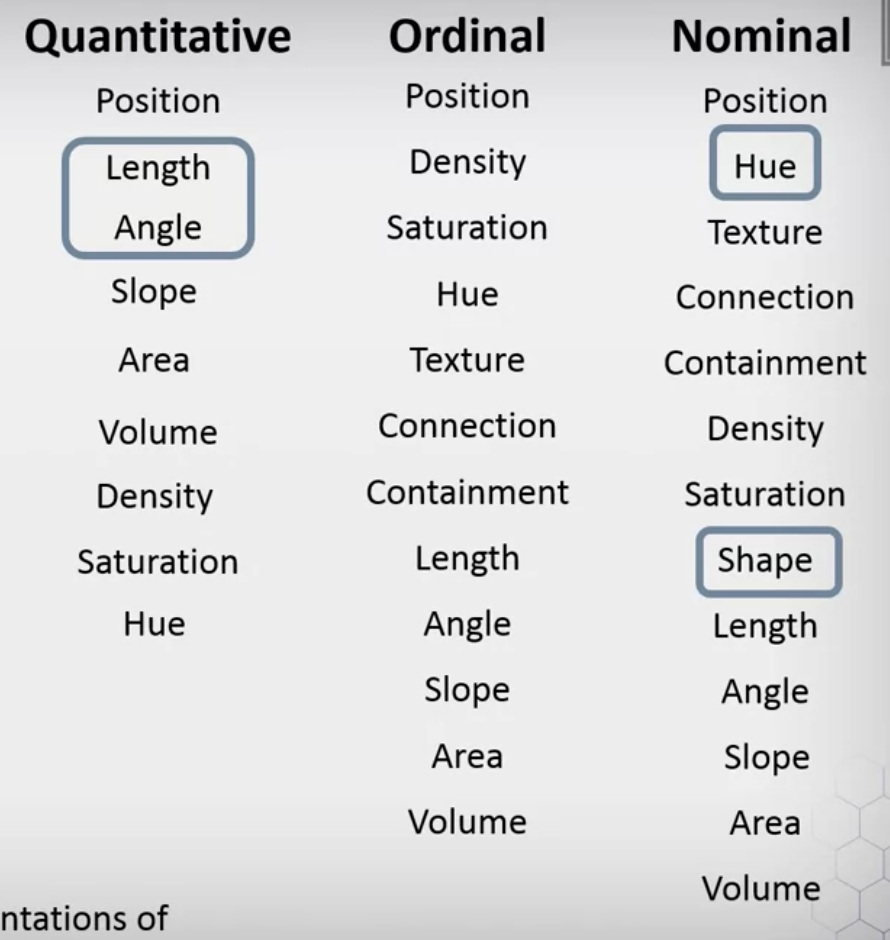 Quantitative
Position
Length
Angle
Slope
Area
Volume
Density
Saturation
Hue
Ordinal
Position
Density
Saturation
Hue
Texture
Connection
Containment
Length
Angle
Slope
Area
Volume
Nominal
Position
Hue
Texture
Connection
Containment
Density
Saturation
Shape
Length
Angle
Slope
Area
Volume
ntations of